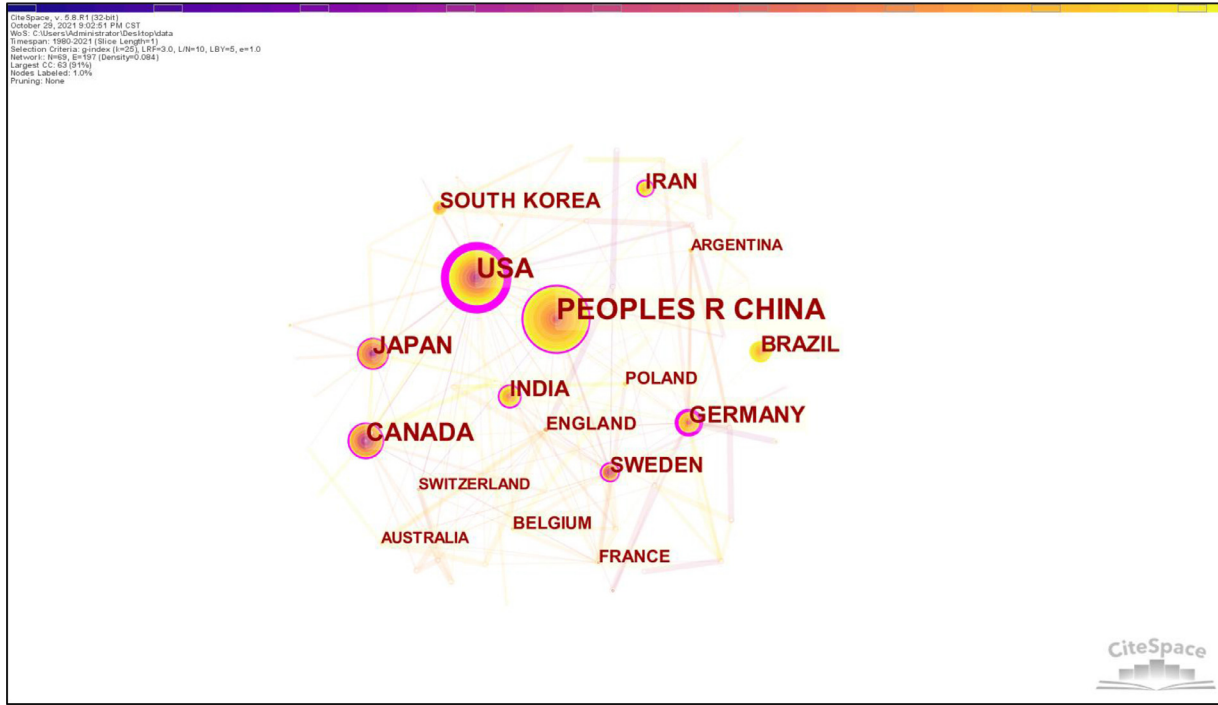 CiteSpace, v. 5.8.R1 (32-bit)
October 29, 2021 9:02:51 PM CST
WoS: C:\Users\Administrator\Desktop\data
Timespan: 1980-2021 (Slice Length=1)
Selection Criteria: g-index (k=25), LRF=3.0, L/N=10, LBY=5, e=1.0
Network: N=69, E=197 (Density=0.084)
Largest CC: 63 (91%)
Nodes Labeled: 1.0%
Pruning: None
IRAN
SOUTH KOREA
ARGENTINA
USA
PEOPLES R CHINA
JAPAN
BRAZIL
POLAND
INDIA
GERMANY
ENGLAND
CANADA
SWEDEN
SWITZERLAND
BELGIUM
AUSTRALIA
FRANCE
CiteSpace